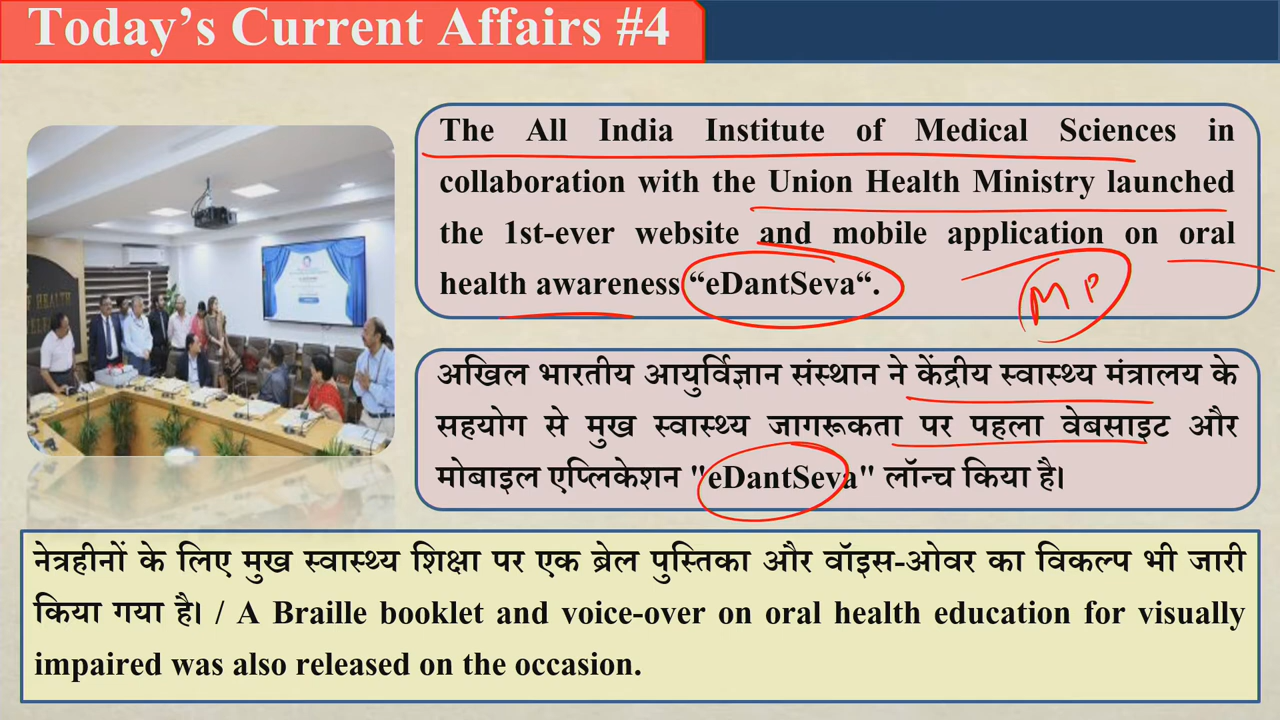 Today’s Current Affairs #4
The All India Institute of Medical Sciences in
collaboration with the Union Health Ministry launched
the 1st-ever website and mobile application on oral
health awareness “eDantSeva“.
M P
अखिल भारतीय आयुर्विज्ञान संस्थान ने केंद्रीय स्वास्थ्य मंत्रालय के
सहयोग से मुख स्वास्थ्य जागरूकता पर पहला वेबसाइट और
मोबाइल एप्लिकेशन "eDantSeva" लॉन्च किया है।
नेत्रहीनों के लिए मुख स्वास्थ्य शिक्षा पर एक ब्रेल पुस्तिका और वॉइस-ओवर का विकल्प भी जारी
किया गया है। / A Braille booklet and voice-over on oral health education for visually
impaired was also released on the occasion.